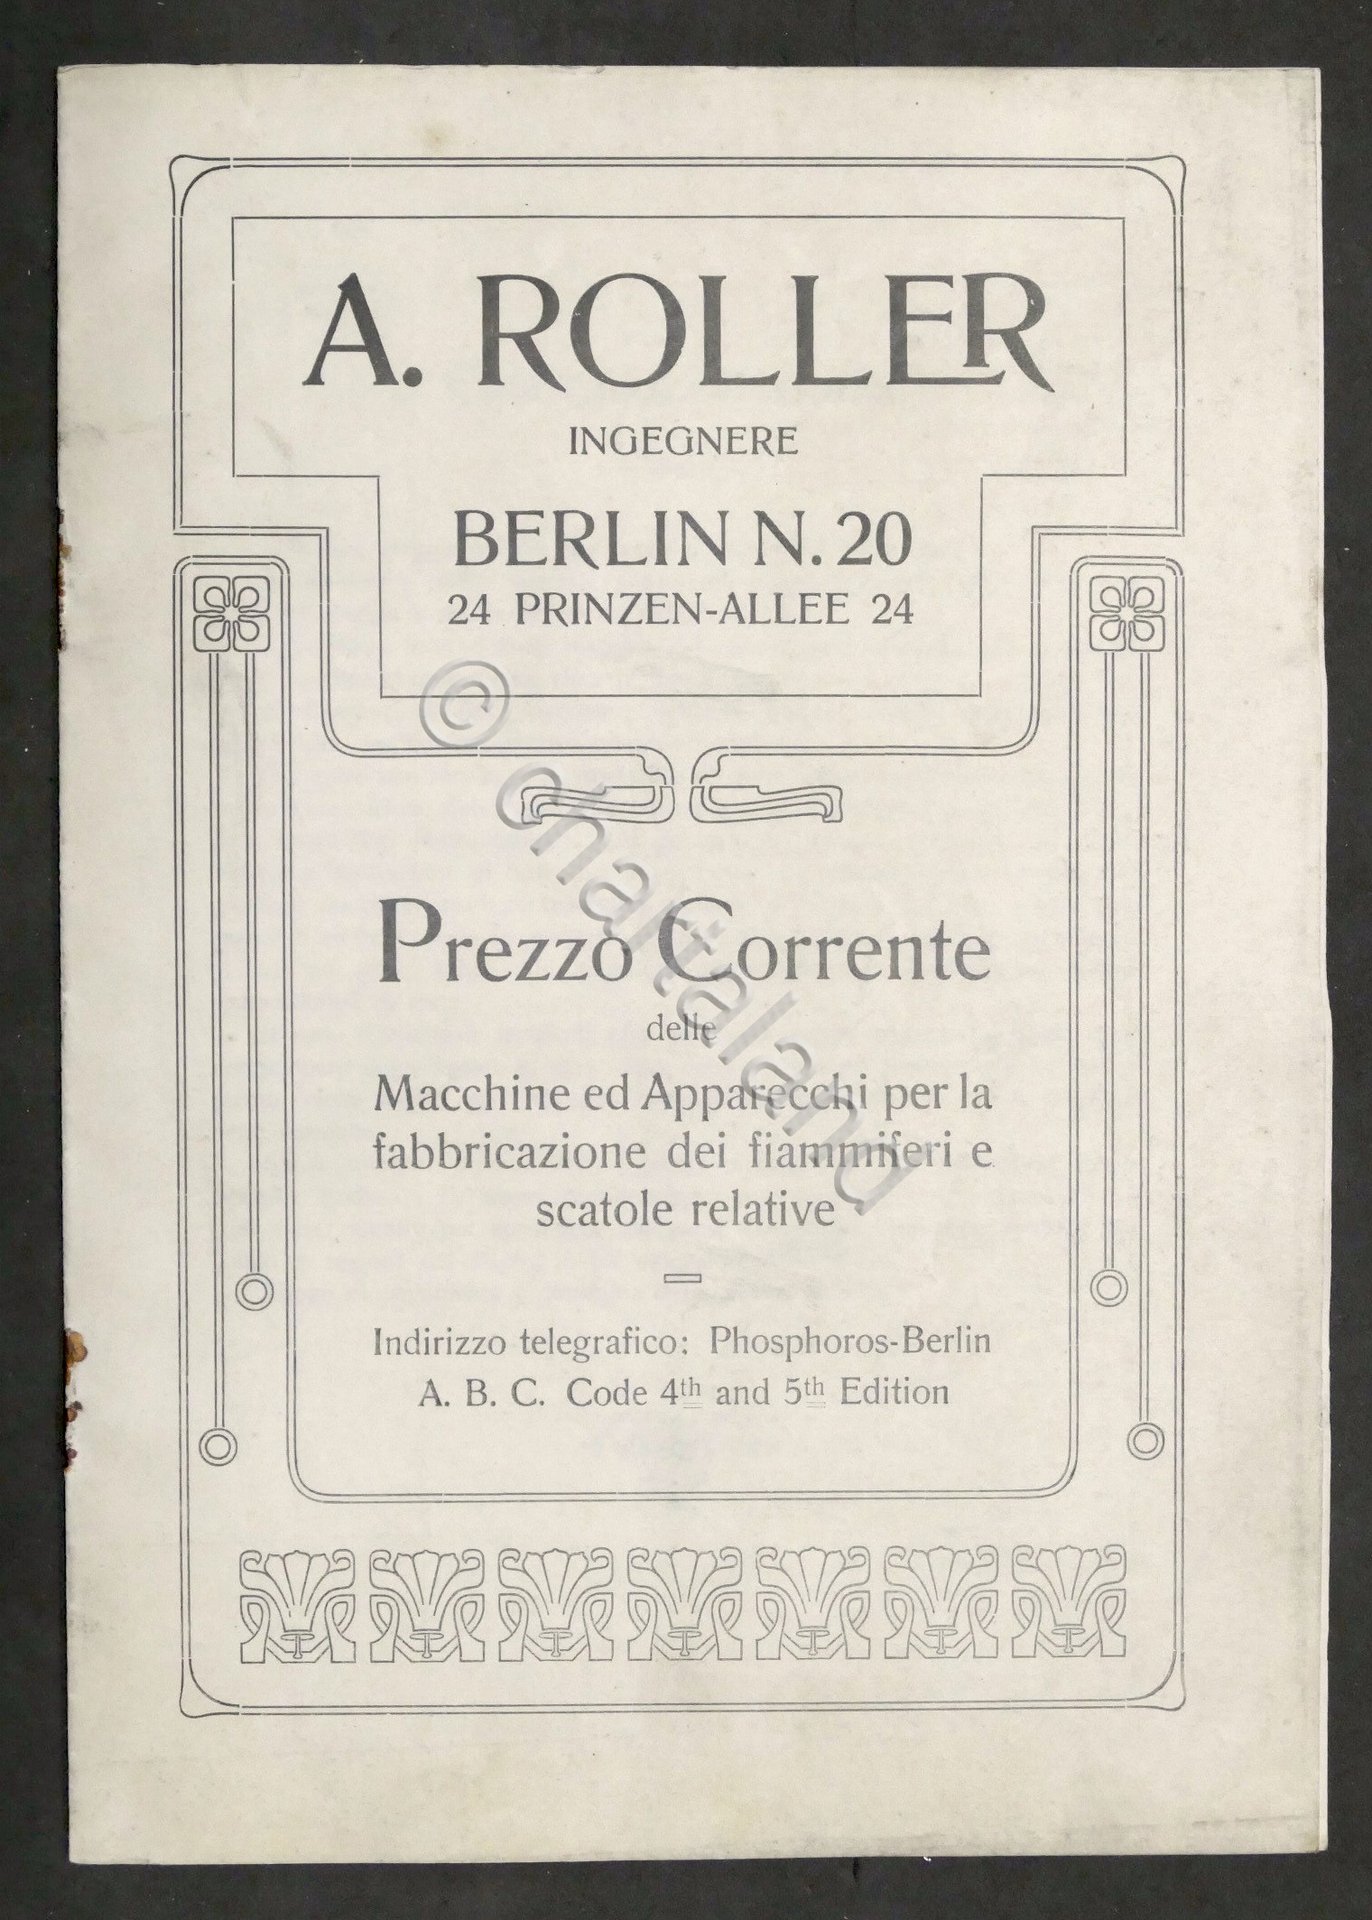 A. ROLLER
INGEGNERE
BERLIN N. 20
24 PRINZEN-ALLEE 24
Prezzo Corrente
delle
Macchine ed Apparecchi per la
fabbricazione dei fiammiferi e
scatole relative
Indirizzo telegrafico: Phosphoros-Berlin
A. B. C. Code 4th and 5th Edition
© chartaland